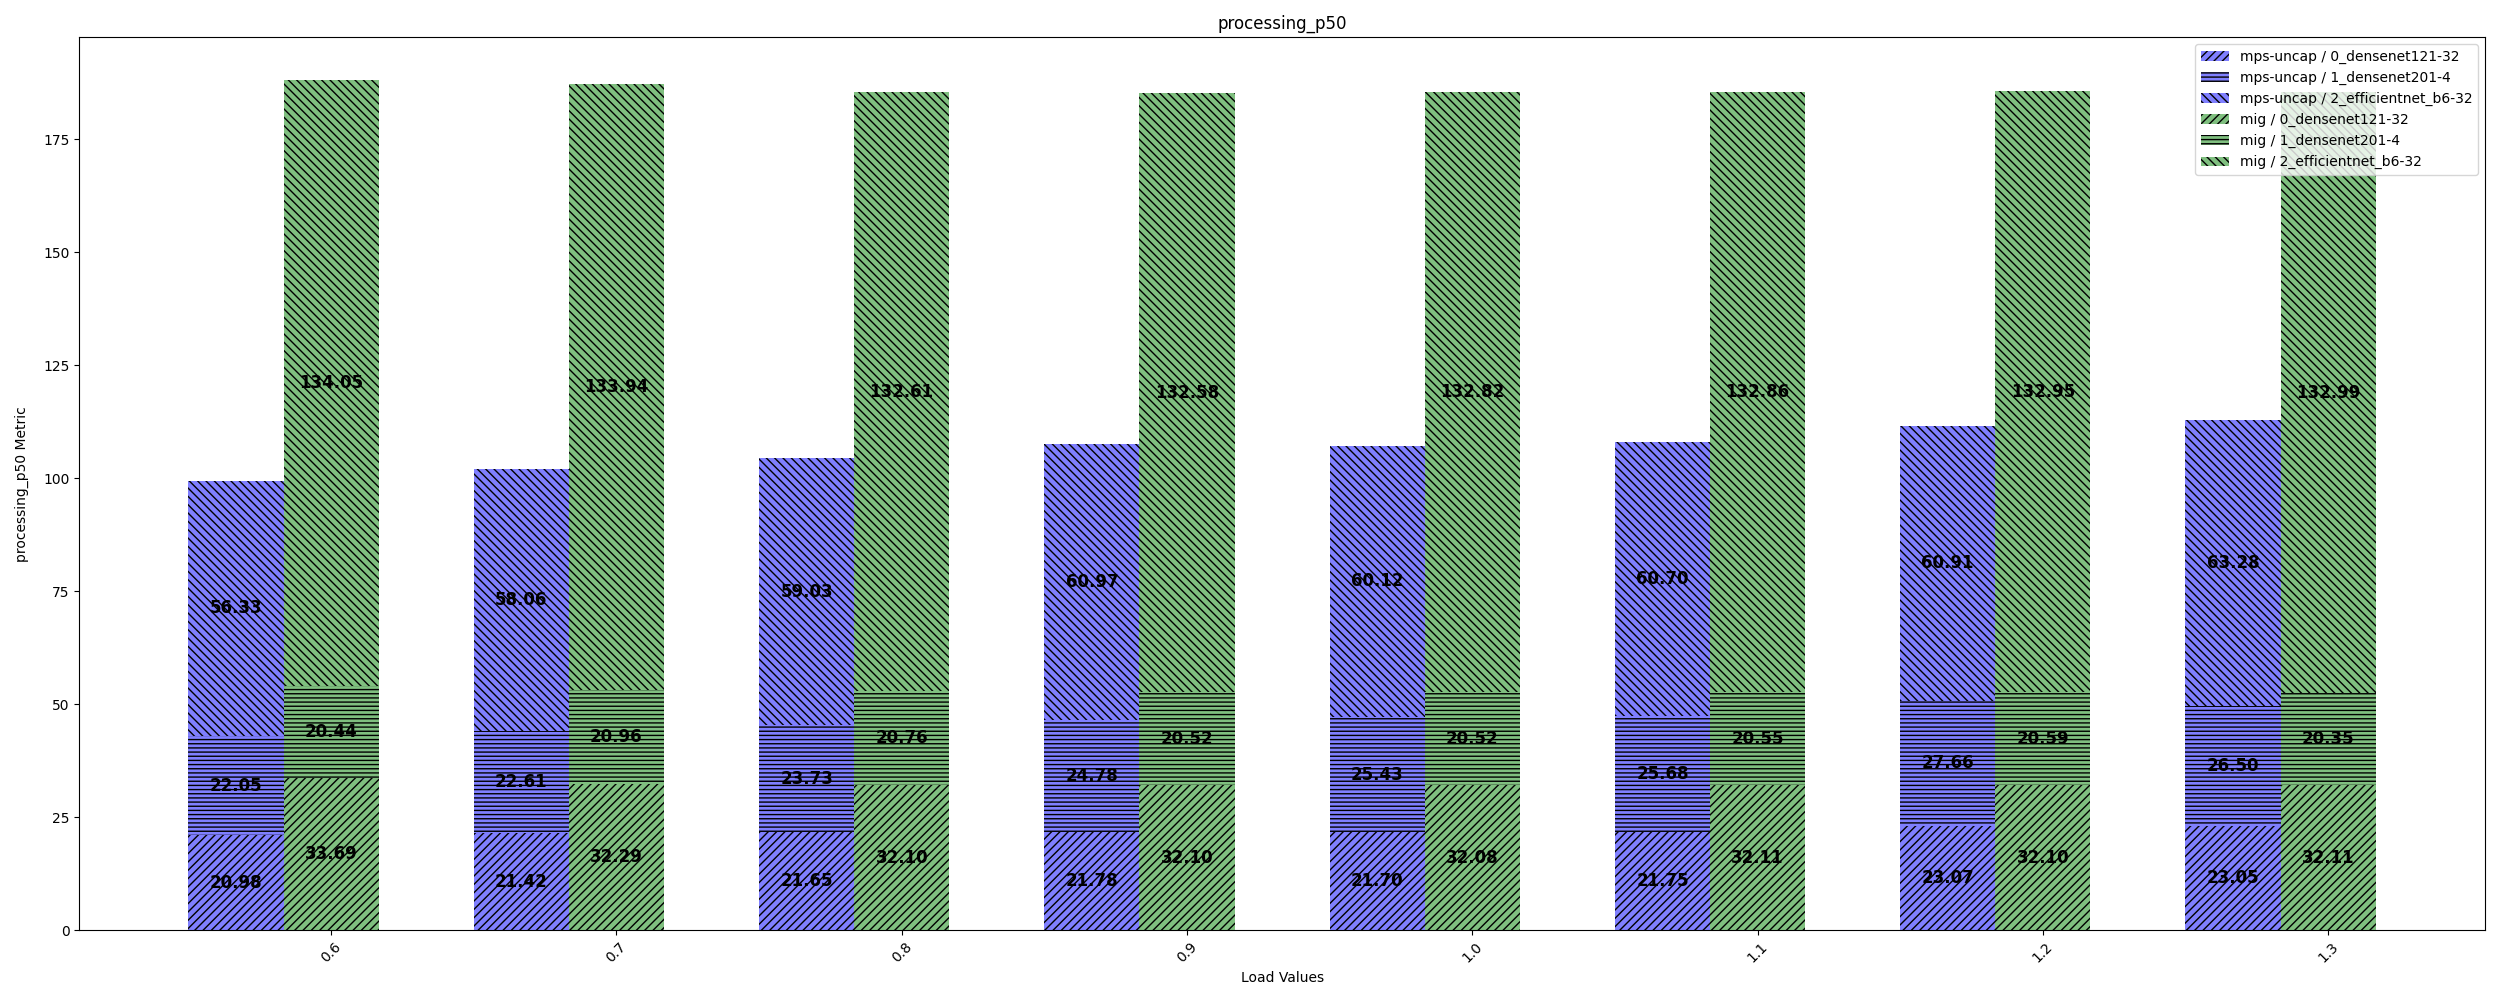 processing_p50
mps-uncap / 0_densenet121-32
mps-uncap / 1_densenet201-4
mps-uncap / 2_efficientnet_b6-32
mig / 0_densenet121-32
mig / 1_densenet201-4
mig / 2_efficientnet_b6-32
processing_p50 Metric
175
150
125
100
75
50
25
0
134.05 133.94 132.61 132.58 132.82 132.86 132.95 132.99
56.33 58.06 59.03 60.97 60.12 60.70 60.91 63.28
20.44 20.96 20.76 20.52 20.52 20.55 20.59 20.35
22.05 22.61 23.73 24.78 25.43 25.68 27.66 26.50
33.69 32.29 32.10 32.10 32.08 32.11 32.10 32.11
20.98 21.42 21.65 21.78 21.70 21.75 23.07 23.05
0.6 0.7 0.8 0.9 1.0 1.1 1.2 1.3
Load Values